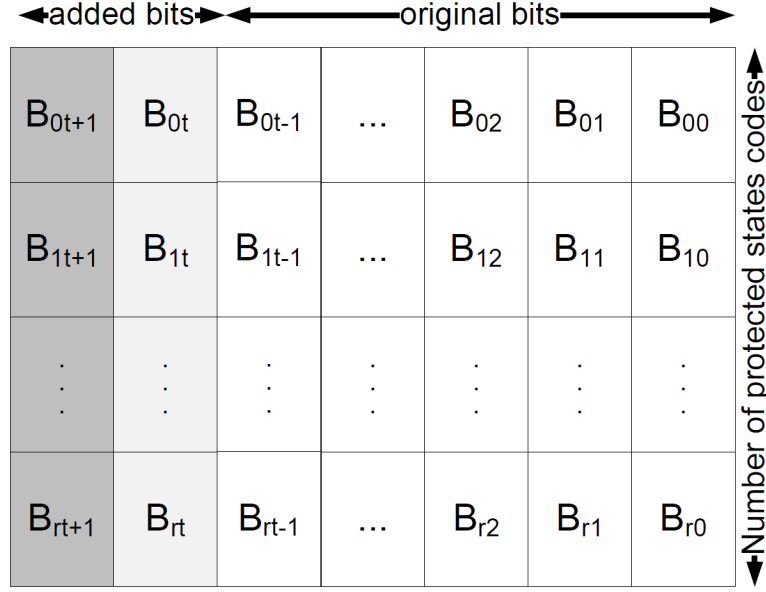 added bits original bits
B0t+1 B0t B0t-1 ... B02 B01 B00
B1t+1 B1t B1t-1 ... B12 B11 B10
Brt+1 Brt Brt-1 ... Br2 Br1 Br0
Number of protected states codes